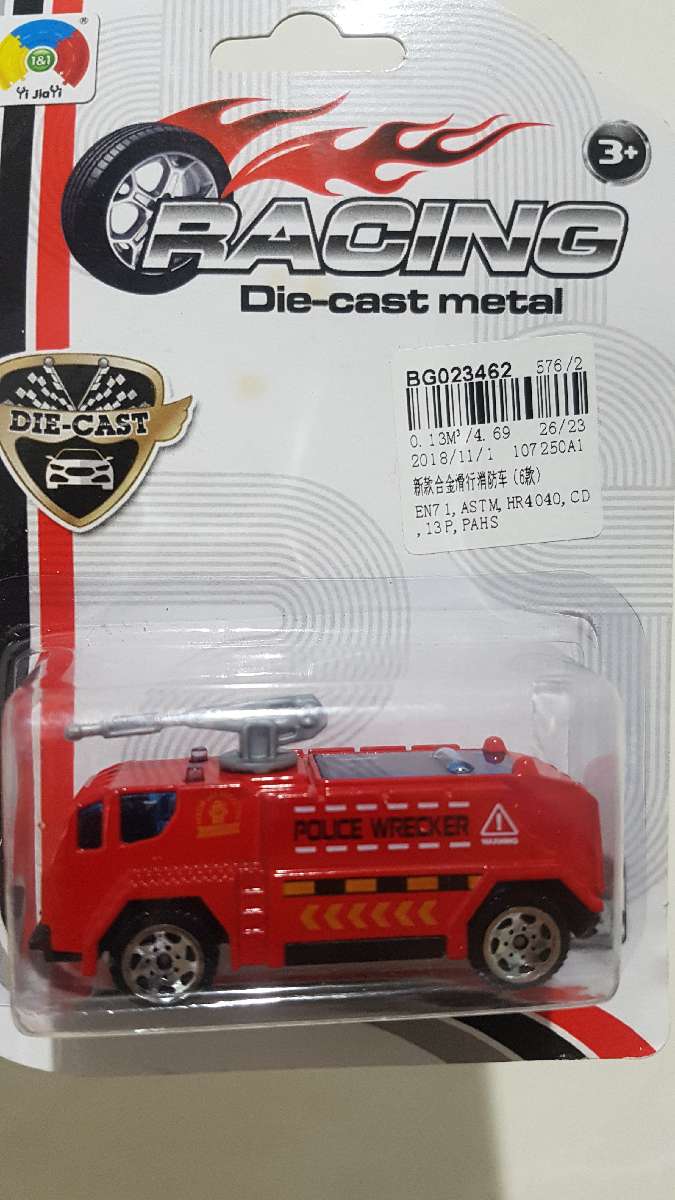 ®
1&1
Yi JiaYi
3+
RACING
Die-cast metal
DIE-CAST
BG023462 576/2
0.13M³/4.69 26/23
2018/11/1 107250A1
新款合金滑行消防车(6款)
EN71, ASTM, HR4040, CD
, 13P, PAHS
POLICE WRECKER
WARNING